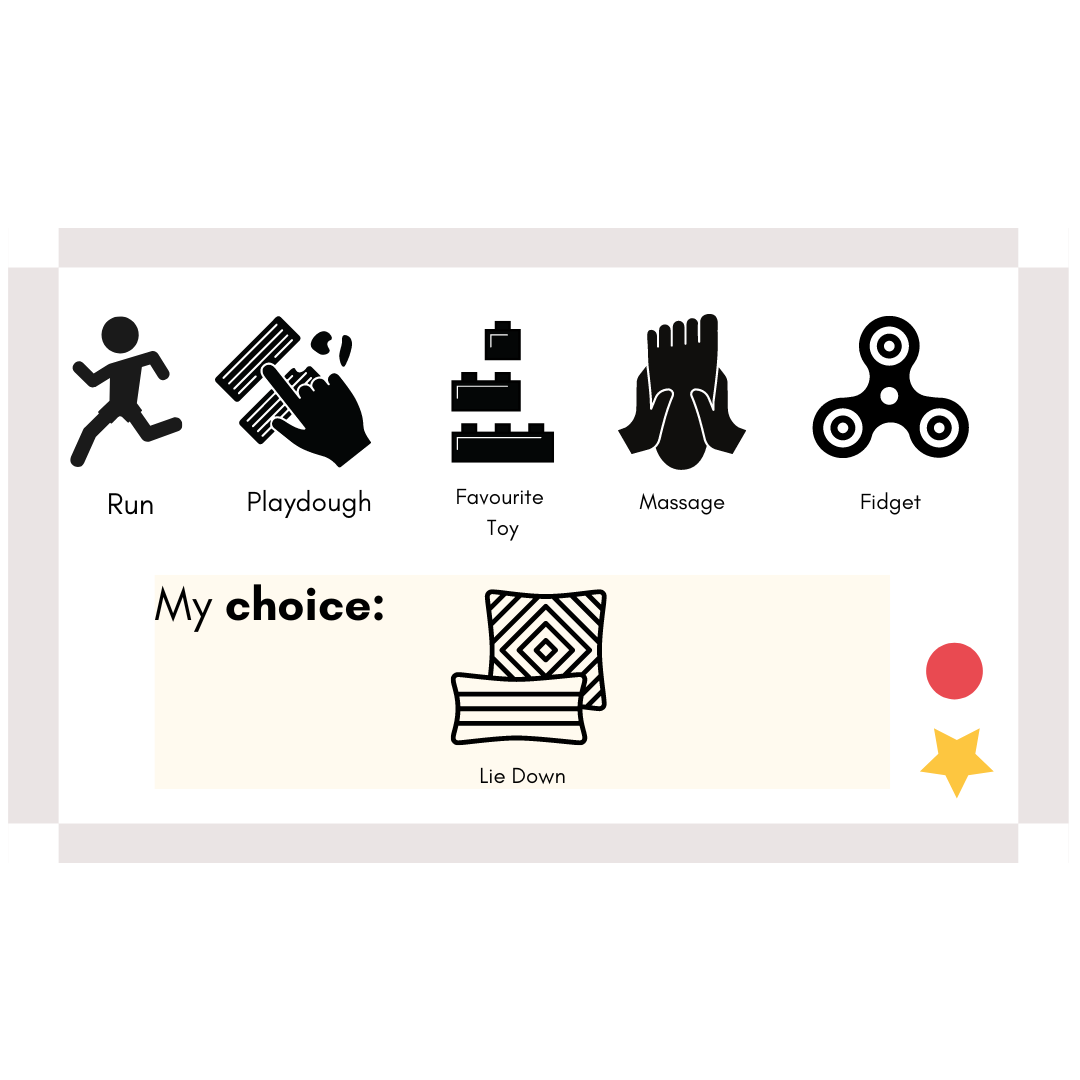 Run
Playdough
Favourite
Toy
Massage
Fidget
My choice:
Lie Down